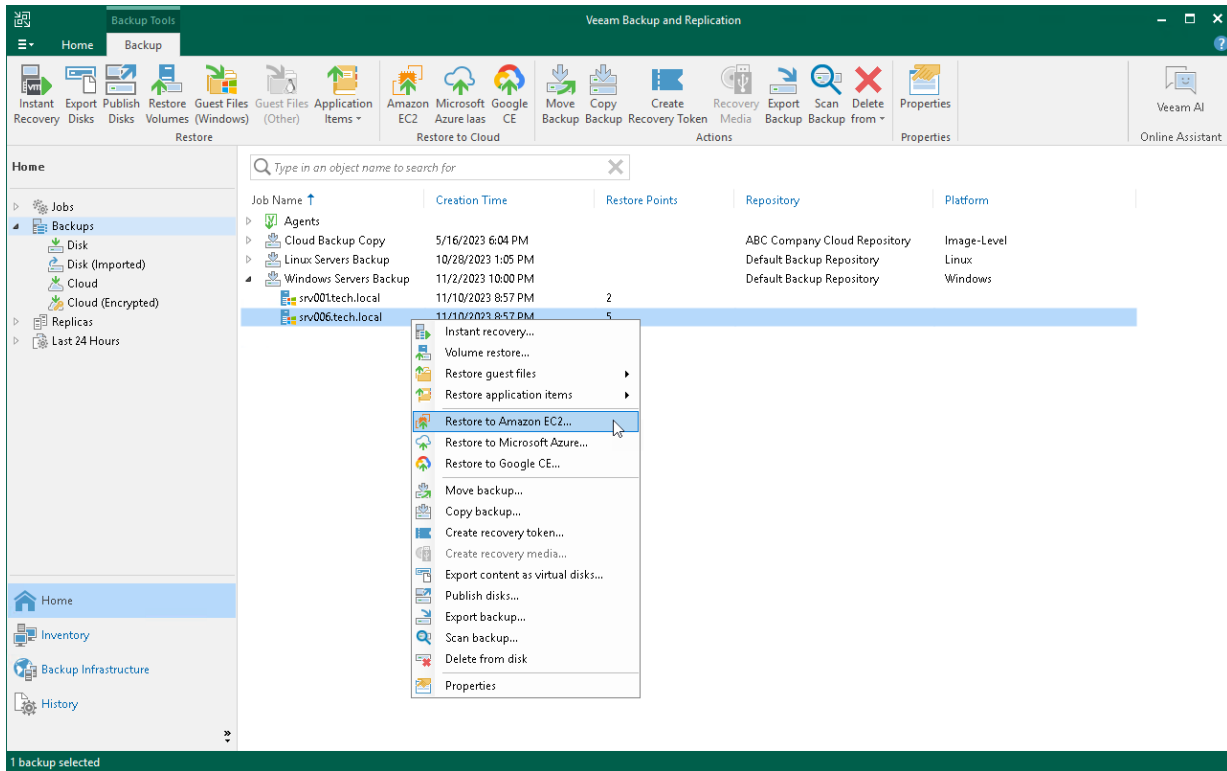 Backup Tools
Veeam Backup and Replication
Home Backup
Instant Recovery
Export Disks
Publish Disks
Restore Volumes
Guest Files (Windows)
Guest Files (Other)
Application Items
Amazon EC2
Microsoft Azure Iaas
Google CE
Move Backup
Copy Backup
Create Recovery Token
Recovery Media
Export Backup
Scan Backup
Delete from
Properties
Veeam AI
Restore
Restore to Cloud
Actions
Properties
Online Assistant
Home
Jobs
Backups
Disk
Disk (Imported)
Cloud
Cloud (Encrypted)
Replicas
Last 24 Hours
Type in an object name to search for
Job Name Creation Time Restore Points Repository Platform
Agents
Cloud Backup Copy 5/16/2023 6:04 PM ABC Company Cloud Repository Image-Level
Linux Servers Backup 10/28/2023 1:05 PM Default Backup Repository Linux
Windows Servers Backup 11/2/2023 10:00 PM Default Backup Repository Windows
srv001.tech.local 11/10/2023 8:57 PM 2
srv006.tech.local 11/10/2023 8:57 PM 5
Instant recovery...
Volume restore...
Restore guest files
Restore application items
Restore to Amazon EC2...
Restore to Microsoft Azure...
Restore to Google CE...
Move backup...
Copy backup...
Create recovery token...
Create recovery media...
Export content as virtual disks...
Publish disks...
Export backup...
Scan backup...
Delete from disk
Properties
Home
Inventory
Backup Infrastructure
History
1 backup selected